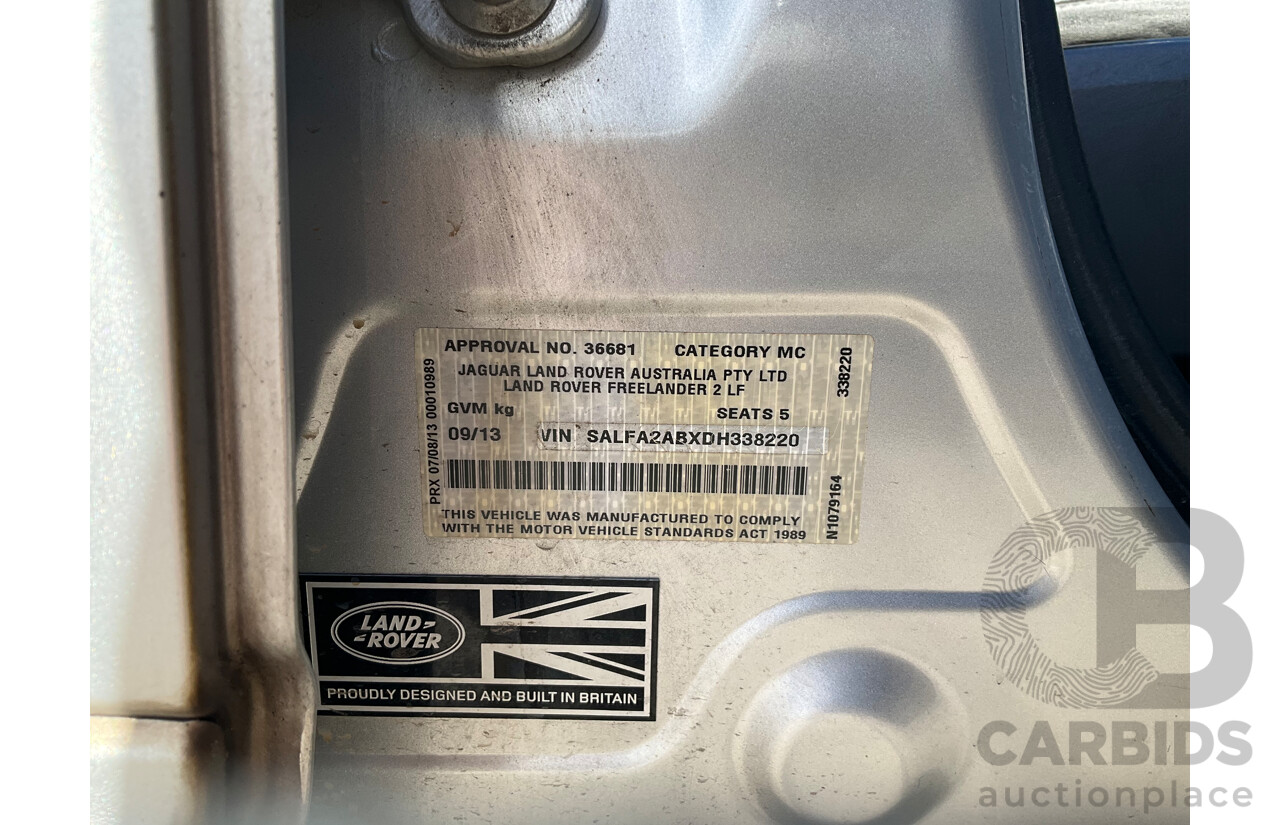 APPROVAL NO. 36681 CATEGORY MC
JAGUAR LAND ROVER AUSTRALIA PTY LTD
LAND ROVER FREELANDER 2 LF
GVM kg SEATS 5
09/13 VIN SALFA2ABXDH338220
THIS VEHICLE WAS MANUFACTURED TO COMPLY
WITH THE MOTOR VEHICLE STANDARDS ACT 1989
PRX 07/08/13 00010989
338220
N1079164
LAND
ROVER
PROUDLY DESIGNED AND BUILT IN BRITAIN
CB
CARBIDS
auctionplace